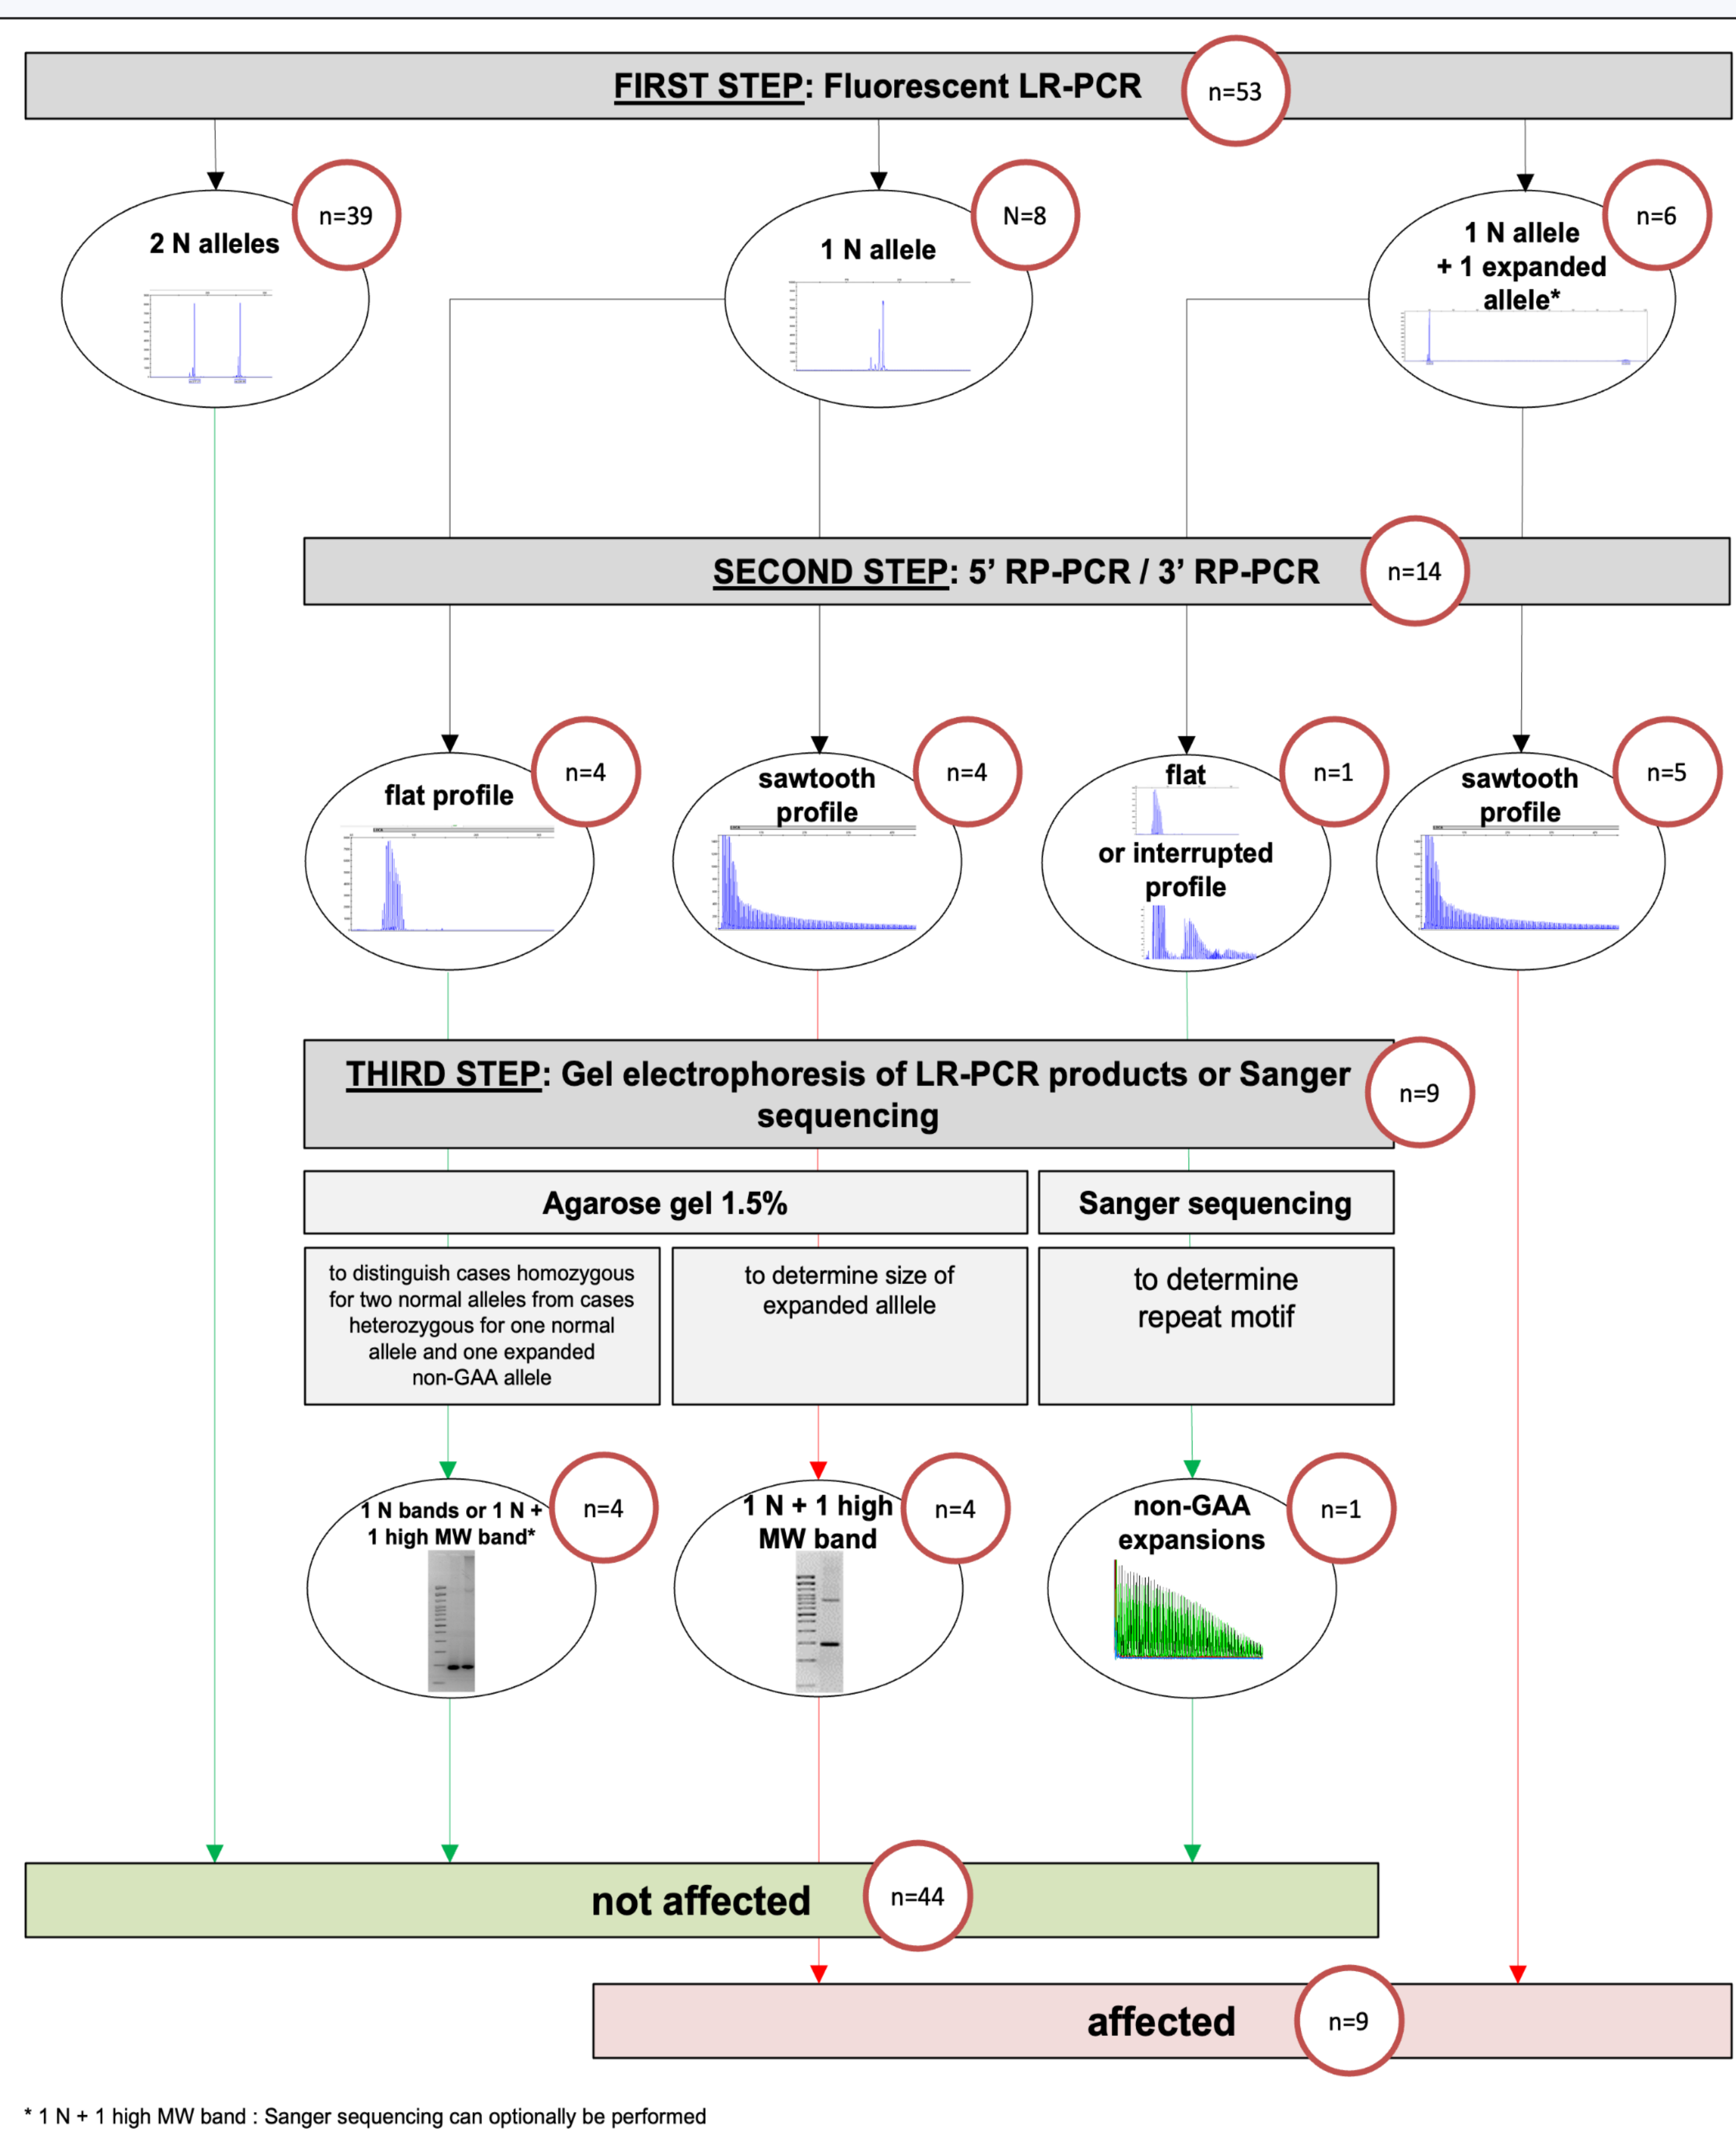 FIRST STEP: Fluorescent LR-PCR
n=53
n=39
N=8
n=6
2 N alleles
1 N allele
1 N allele
+ 1 expanded
allele*
SECOND STEP: 5’ RP-PCR / 3’ RP-PCR
n=14
n=4
n=4
n=1
n=5
flat profile
sawtooth
profile
flat
or interrupted
profile
sawtooth
profile
THIRD STEP: Gel electrophoresis of LR-PCR products or Sanger
sequencing
n=9
Agarose gel 1.5%
Sanger sequencing
to distinguish cases homozygous
for two normal alleles from cases
heterozygous for one normal
allele and one expanded
non-GAA allele
to determine size of
expanded alllele
to determine
repeat motif
n=4
n=4
n=1
1 N bands or 1 N +
1 high MW band*
1 N + 1 high
MW band
non-GAA
expansions
not affected
n=44
affected
n=9
* 1 N + 1 high MW band : Sanger sequencing can optionally be performed